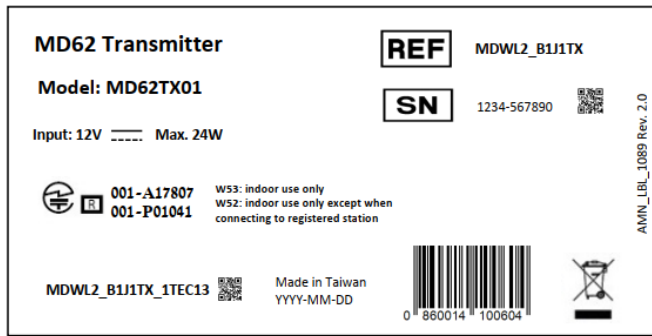 MD62 Transmitter
REF MDWL2_B1J1TX
Model: MD62TX01
SN 1234-567890
Input: 12V Max. 24W
R 001-A17807
001-P01041
W53: indoor use only
W52: indoor use only except when
connecting to registered station
MDWL2_B1J1TX_1TEC13
Made in Taiwan
YYYY-MM-DD
0 860014 100604
AMN_LBL_1089 Rev. 2.0